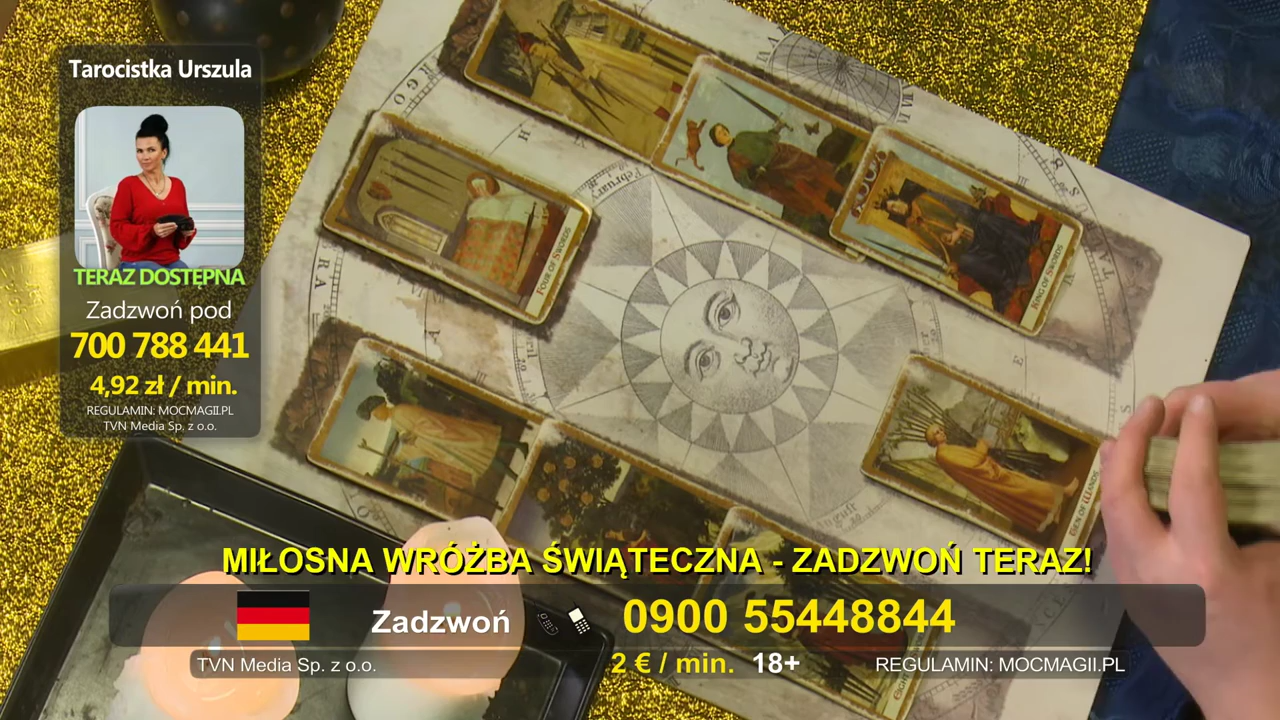 Tarocistka Urszula
TERAZ DOSTĘPNA
Zadzwoń pod
700 788 441
4,92 zł / min.
REGULAMIN: MOCMAGII.PL
TVN Media Sp. z o.o.
February
FOUR OF SWORDS
KING OF SWORDS
OF WANDS
MIŁOSNA WRÓŻBA ŚWIĄTECZNA - ZADZWOŃ TERAZ!
Zadzwoń
0900 55448844
TVN Media Sp. z o.o.
2 € / min. 18+
REGULAMIN: MOCMAGII.PL